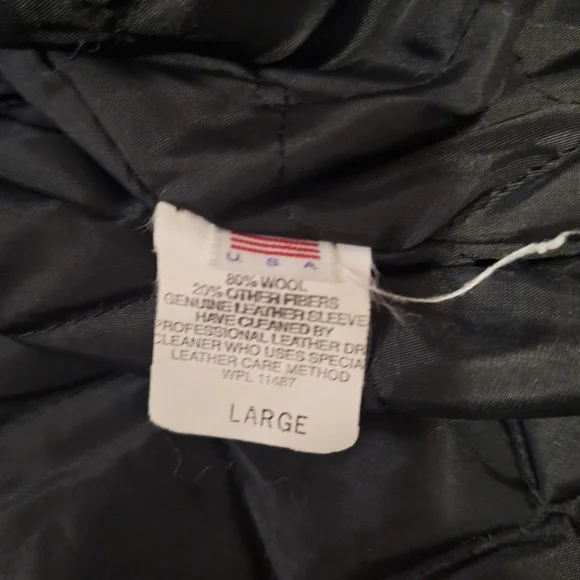 U. S. A.
80% WOOL
20% OTHER FIBERS
GENUINE LEATHER SLEEVE
HAVE CLEANED BY
PROFESSIONAL LEATHER DR
CLEANER WHO USES SPECIA
LEATHER CARE METHOD
WPL 11487
LARGE